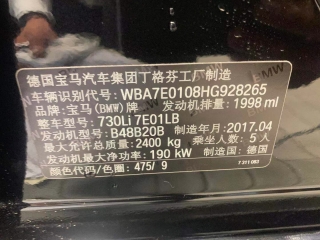 德国宝马汽车集团丁格芬工厂制造
车辆识别代号: WBA7E0108HG928265
品牌: 宝马(BMW)牌 发动机排量: 1998 ml
整车型号: 730Li 7E01LB
发动机型号: B48B20B 制造年月: 2017.04
最大允许总质量: 2400 kg 乘坐人数: 5 人
发动机最大净功率: 190 kW 制造国: 德国
颜色代码/色圈: 475/ 9